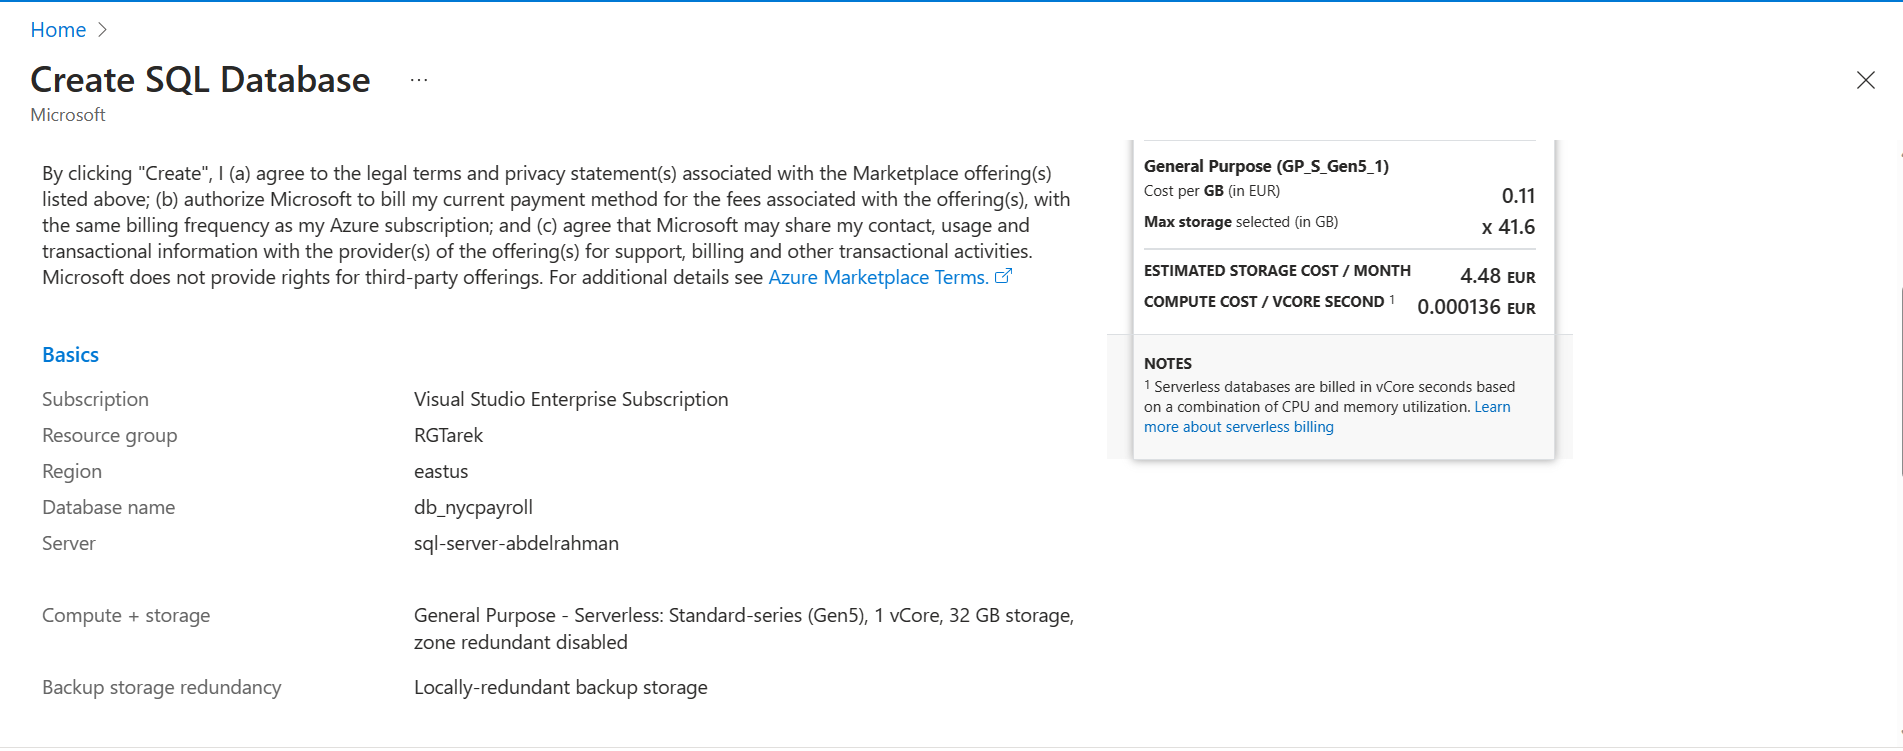 Home
Create SQL Database ...
Microsoft
By clicking "Create", I (a) agree to the legal terms and privacy statement(s) associated with the Marketplace offering(s)
listed above; (b) authorize Microsoft to bill my current payment method for the fees associated with the offering(s), with
the same billing frequency as my Azure subscription; and (c) agree that Microsoft may share my contact, usage and
transactional information with the provider(s) of the offering(s) for support, billing and other transactional activities.
Microsoft does not provide rights for third-party offerings. For additional details see Azure Marketplace Terms.
Basics
Subscription Visual Studio Enterprise Subscription
Resource group RGTarek
Region eastus
Database name db_nycpayroll
Server sql-server-abdelrahman
Compute + storage General Purpose - Serverless: Standard-series (Gen5), 1 vCore, 32 GB storage,
zone redundant disabled
Backup storage redundancy Locally-redundant backup storage
General Purpose (GP_S_Gen5_1)
Cost per GB (in EUR) 0.11
Max storage selected (in GB) x 41.6
ESTIMATED STORAGE COST / MONTH 4.48 EUR
COMPUTE COST / VCORE SECOND 1 0.000136 EUR
NOTES
1 Serverless databases are billed in vCore seconds based
on a combination of CPU and memory utilization. Learn
more about serverless billing